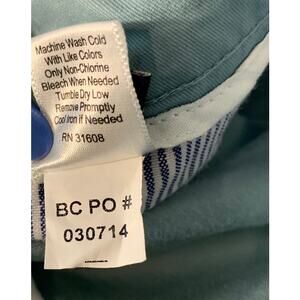 Machine Wash Cold
With Like Colors
Only Non-Chlorine
Bleach When Needed
Tumble Dry Low
Remove Promptly
Cool Iron if Needed
RN 31608
BC PO #
030714